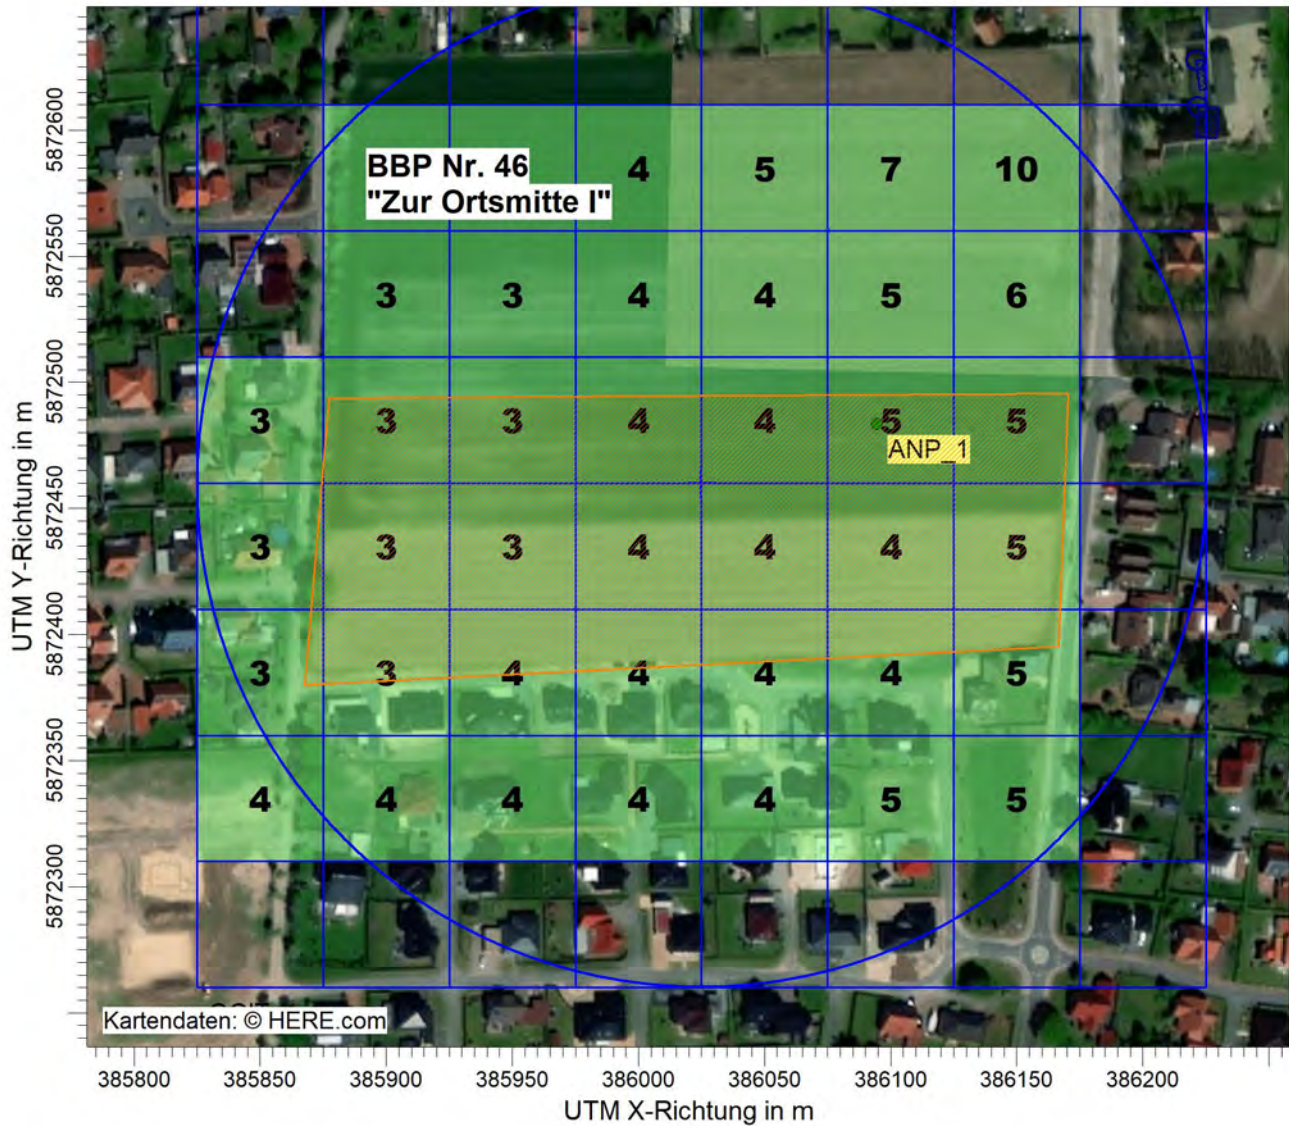 BBP Nr. 46
"Zur Ortsmitte I"
4 5 7 10
3 3 4 4 5 6
3 3 3 4 4 5 5
ANP_1
3 3 3 4 4 4 5
3 3 4 4 4 4 5
4 4 4 4 4 5 5
Kartendaten: © HERE.com
5872600
5872550
5872500
5872450
5872400
5872350
5872300
UTM Y-Richtung in m
385800 385850 385900 385950 386000 386050 386100 386150 386200
UTM X-Richtung in m